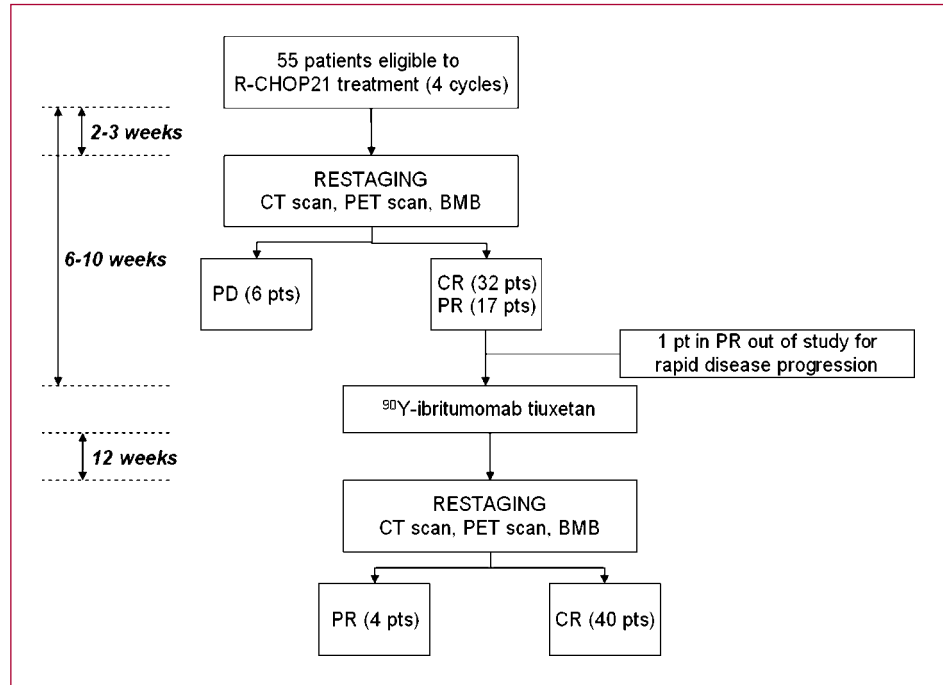 55 patients eligible to
R-CHOP21 treatment (4 cycles)
2-3 weeks
RESTAGING
CT scan, PET scan, BMB
6-10 weeks
PD (6 pts)
CR (32 pts)
PR (17 pts)
1 pt in PR out of study for
rapid disease progression
⁹⁰Y-ibritumomab tiuxetan
12 weeks
RESTAGING
CT scan, PET scan, BMB
PR (4 pts)
CR (40 pts)